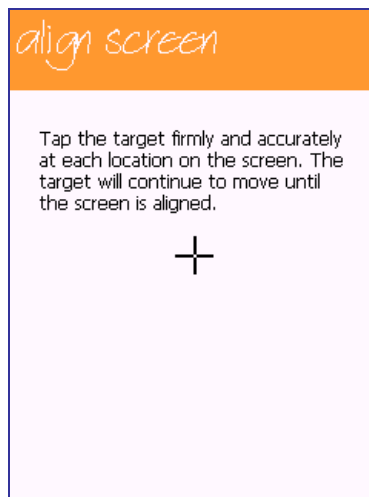 align screen
Tap the target firmly and accurately
at each location on the screen. The
target will continue to move until
the screen is aligned.